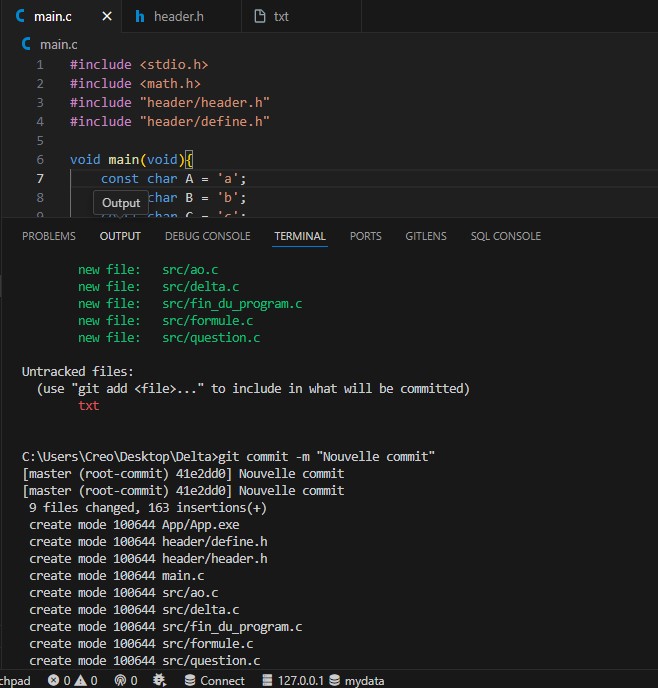 main.c
header.h
txt
main.c
1 #include <stdio.h>
2 #include <math.h>
3 #include "header/header.h"
4 #include "header/define.h"
5
6 void main(void){
7 const char A = 'a';
8 char B = 'b';
Output
9 char C = 'c';
PROBLEMS OUTPUT DEBUG CONSOLE TERMINAL PORTS GITLENS SQL CONSOLE
new file: src/ao.c
new file: src/delta.c
new file: src/fin_du_program.c
new file: src/formule.c
new file: src/question.c
Untracked files:
(use "git add <file>..." to include in what will be committed)
txt
C:\Users\Creo\Desktop\Delta>git commit -m "Nouvelle commit"
[master (root-commit) 41e2dd0] Nouvelle commit
[master (root-commit) 41e2dd0] Nouvelle commit
9 files changed, 163 insertions(+)
create mode 100644 App/App.exe
create mode 100644 header/define.h
create mode 100644 header/header.h
create mode 100644 main.c
create mode 100644 src/ao.c
create mode 100644 src/delta.c
create mode 100644 src/fin_du_program.c
create mode 100644 src/formule.c
create mode 100644 src/question.c
chpad 0 0 0 Connect 127.0.0.1 mydata